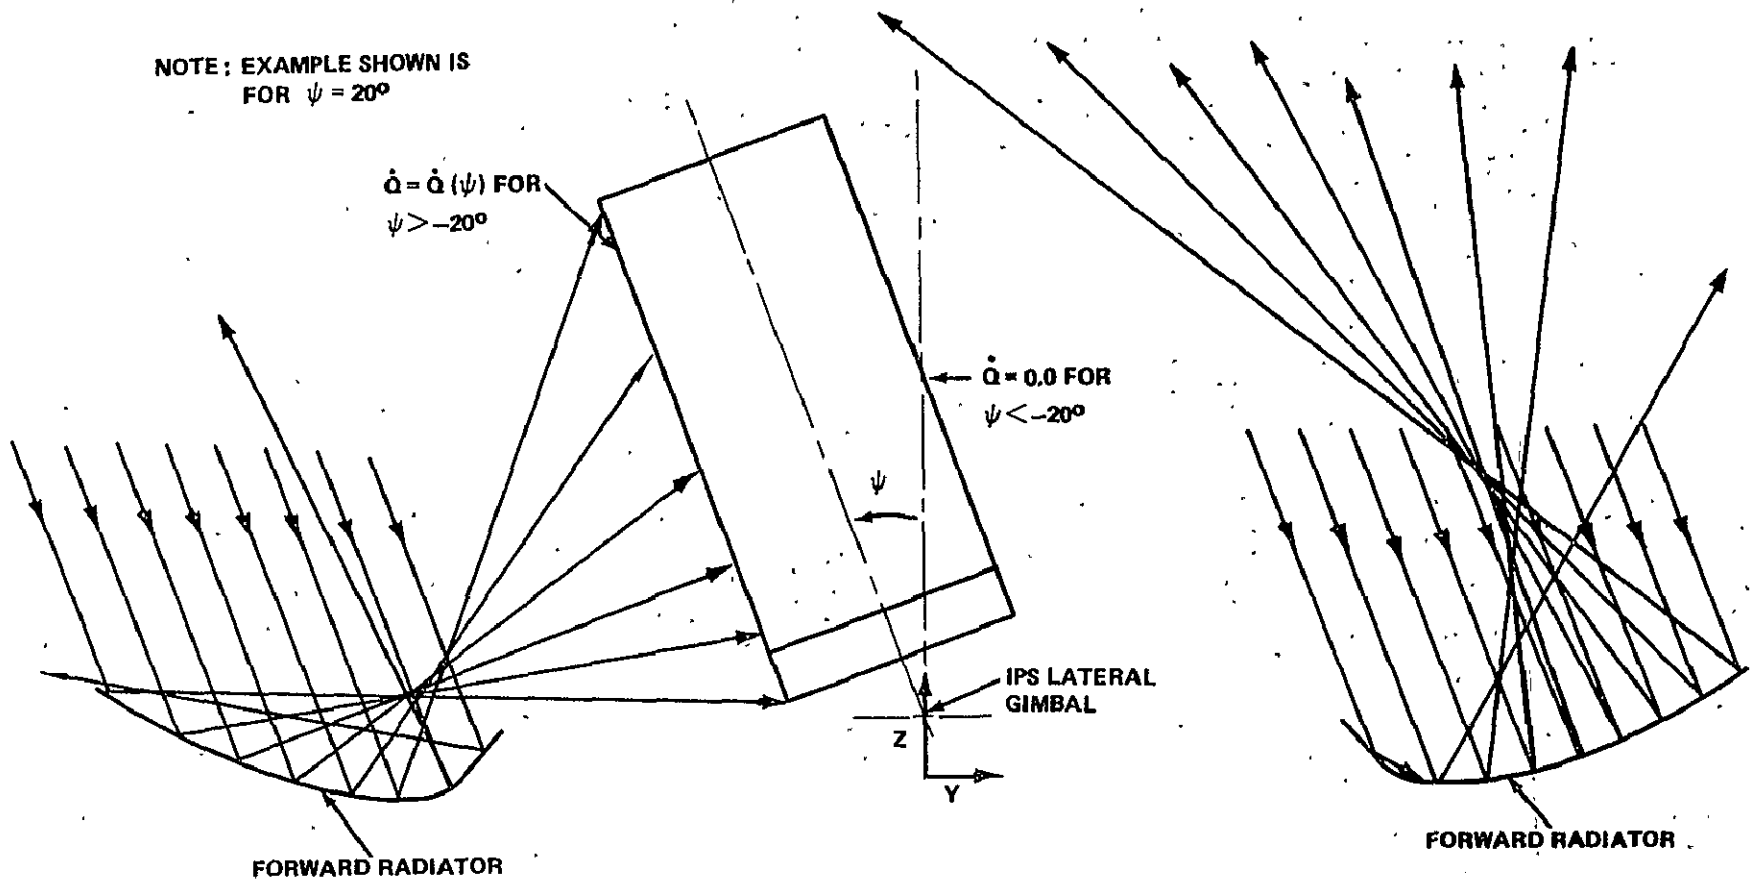 NOTE: EXAMPLE SHOWN IS
FOR ψ = 20°
Q̇ = Q̇ (ψ) FOR
ψ > −20°
Q̇ = 0.0 FOR
ψ < −20°
ψ
IPS LATERAL
GIMBAL
Z
Y
FORWARD RADIATOR
FORWARD RADIATOR